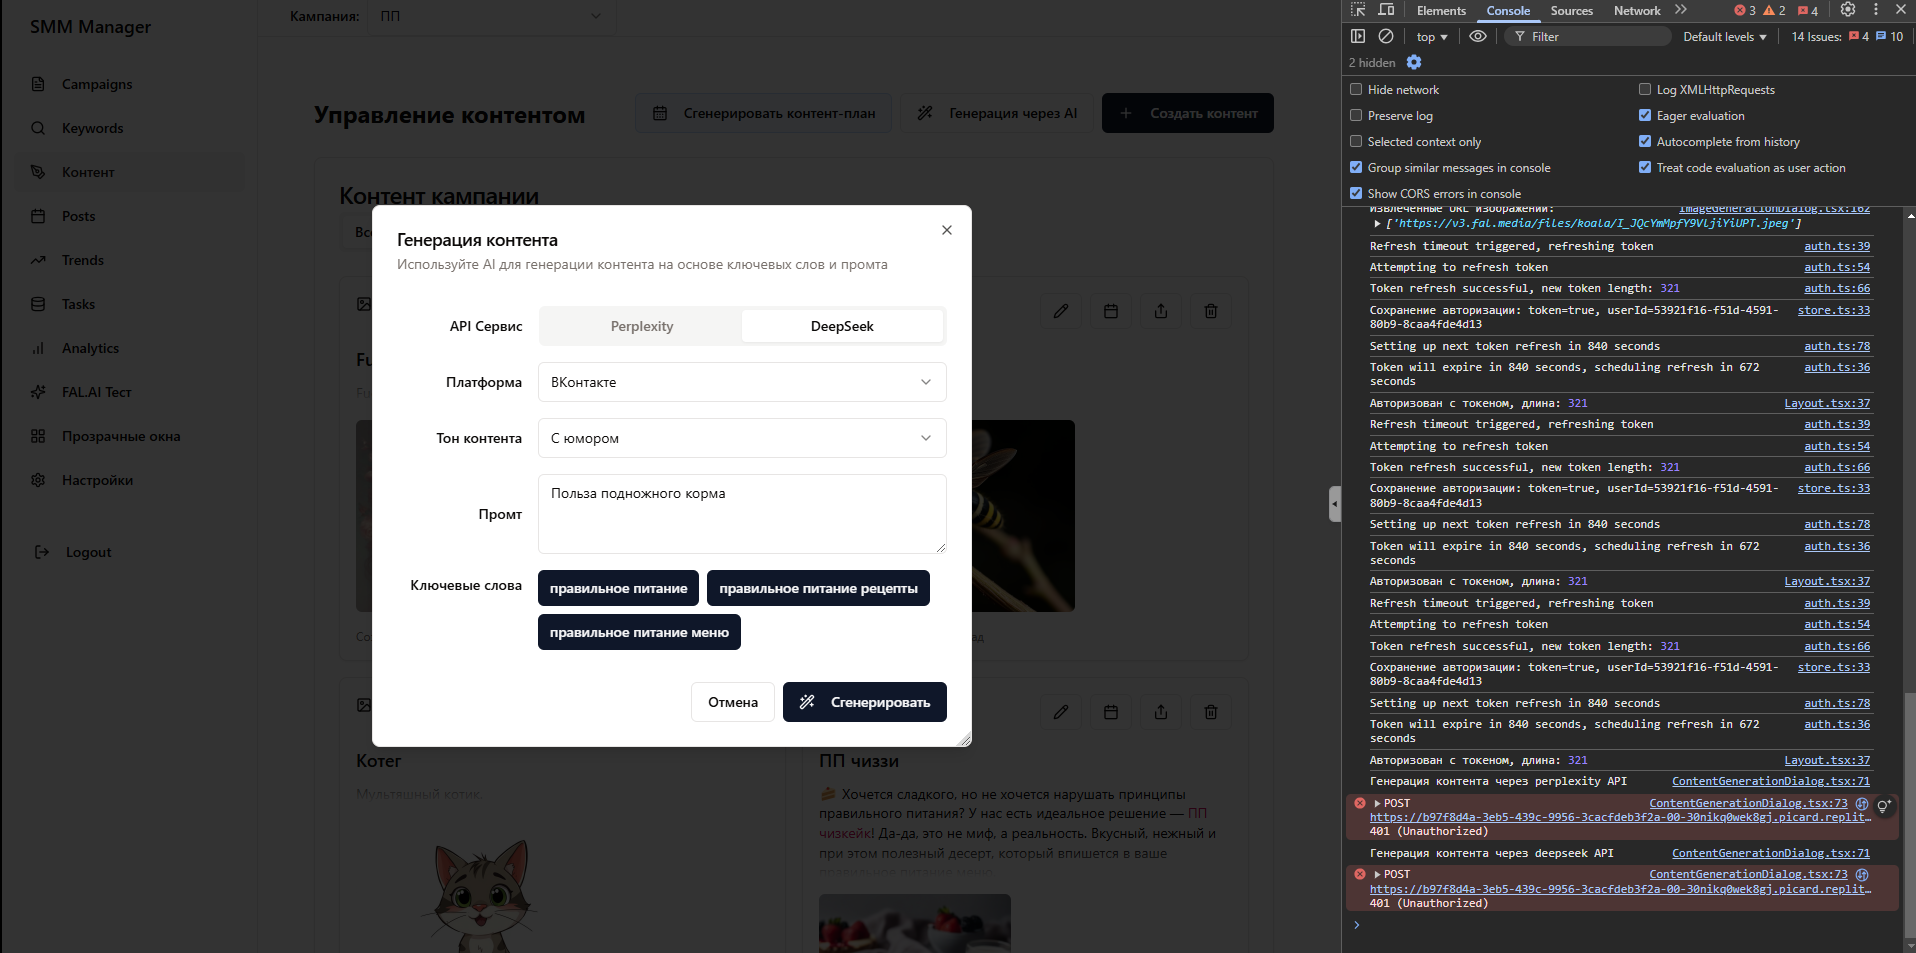 SMM Manager
Campaigns
Keywords
Контент
Posts
Trends
Tasks
Analytics
FAL.AI Тест
Прозрачные окна
Настройки
Logout
Кампания: ПП
Управление контентом
Сгенерировать контент-план
Генерация через AI
Создать контент
Контент кампании
Генерация контента
Используйте AI для генерации контента на основе ключевых слов и промта
API Сервис
Perplexity
DeepSeek
Платформа
ВКонтакте
Тон контента
С юмором
Промт
Польза подножного корма
Ключевые слова
правильное питание
правильное питание рецепты
правильное питание меню
Отмена
Сгенерировать
Котег
Мультяшный котик.
ПП чиззи
Хочется сладкого, но не хочется нарушать принципы
правильного питания? У нас есть идеальное решение — ПП
чизкейк! Да-да, это не миф, а реальность. Вкусный, нежный и
при этом полезный десерт, который впишется в ваше
правильное питание меню
Elements
Console
Sources
Network
3
2
4
top
Filter
Default levels
14 Issues: 4 10
2 hidden
Hide network
Log XMLHttpRequests
Preserve log
Eager evaluation
Selected context only
Autocomplete from history
Group similar messages in console
Treat code evaluation as user action
Show CORS errors in console
Извлеченные URL изображений: ImageGenerationDialog.tsx:162
['https://v3.fal.media/files/koala/I_JQcYmMpfY9VljiYiUPT.jpeg']
Refresh timeout triggered, refreshing token auth.ts:39
Attempting to refresh token auth.ts:54
Token refresh successful, new token length: 321 auth.ts:66
Сохранение авторизации: token=true, userId=53921f16-f51d-4591- store.ts:33
80b9-8caa4fde4d13
Setting up next token refresh in 840 seconds auth.ts:78
Token will expire in 840 seconds, scheduling refresh in 672 auth.ts:36
seconds
Авторизован с токеном, длина: 321 Layout.tsx:37
Refresh timeout triggered, refreshing token auth.ts:39
Attempting to refresh token auth.ts:54
Token refresh successful, new token length: 321 auth.ts:66
Сохранение авторизации: token=true, userId=53921f16-f51d-4591- store.ts:33
80b9-8caa4fde4d13
Setting up next token refresh in 840 seconds auth.ts:78
Token will expire in 840 seconds, scheduling refresh in 672 auth.ts:36
seconds
Авторизован с токеном, длина: 321 Layout.tsx:37
Refresh timeout triggered, refreshing token auth.ts:39
Attempting to refresh token auth.ts:54
Token refresh successful, new token length: 321 auth.ts:66
Сохранение авторизации: token=true, userId=53921f16-f51d-4591- store.ts:33
80b9-8caa4fde4d13
Setting up next token refresh in 840 seconds auth.ts:78
Token will expire in 840 seconds, scheduling refresh in 672 auth.ts:36
seconds
Авторизован с токеном, длина: 321 Layout.tsx:37
Генерация контента через perplexity API ContentGenerationDialog.tsx:71
POST ContentGenerationDialog.tsx:73
https://b97f8d4a-3eb5-439c-9956-3cacfdeb3f2a-00-30nikq0wek8gj.picard.replit…
401 (Unauthorized)
Генерация контента через deepseek API ContentGenerationDialog.tsx:71
POST ContentGenerationDialog.tsx:73
https://b97f8d4a-3eb5-439c-9956-3cacfdeb3f2a-00-30nikq0wek8gj.picard.replit…
401 (Unauthorized)